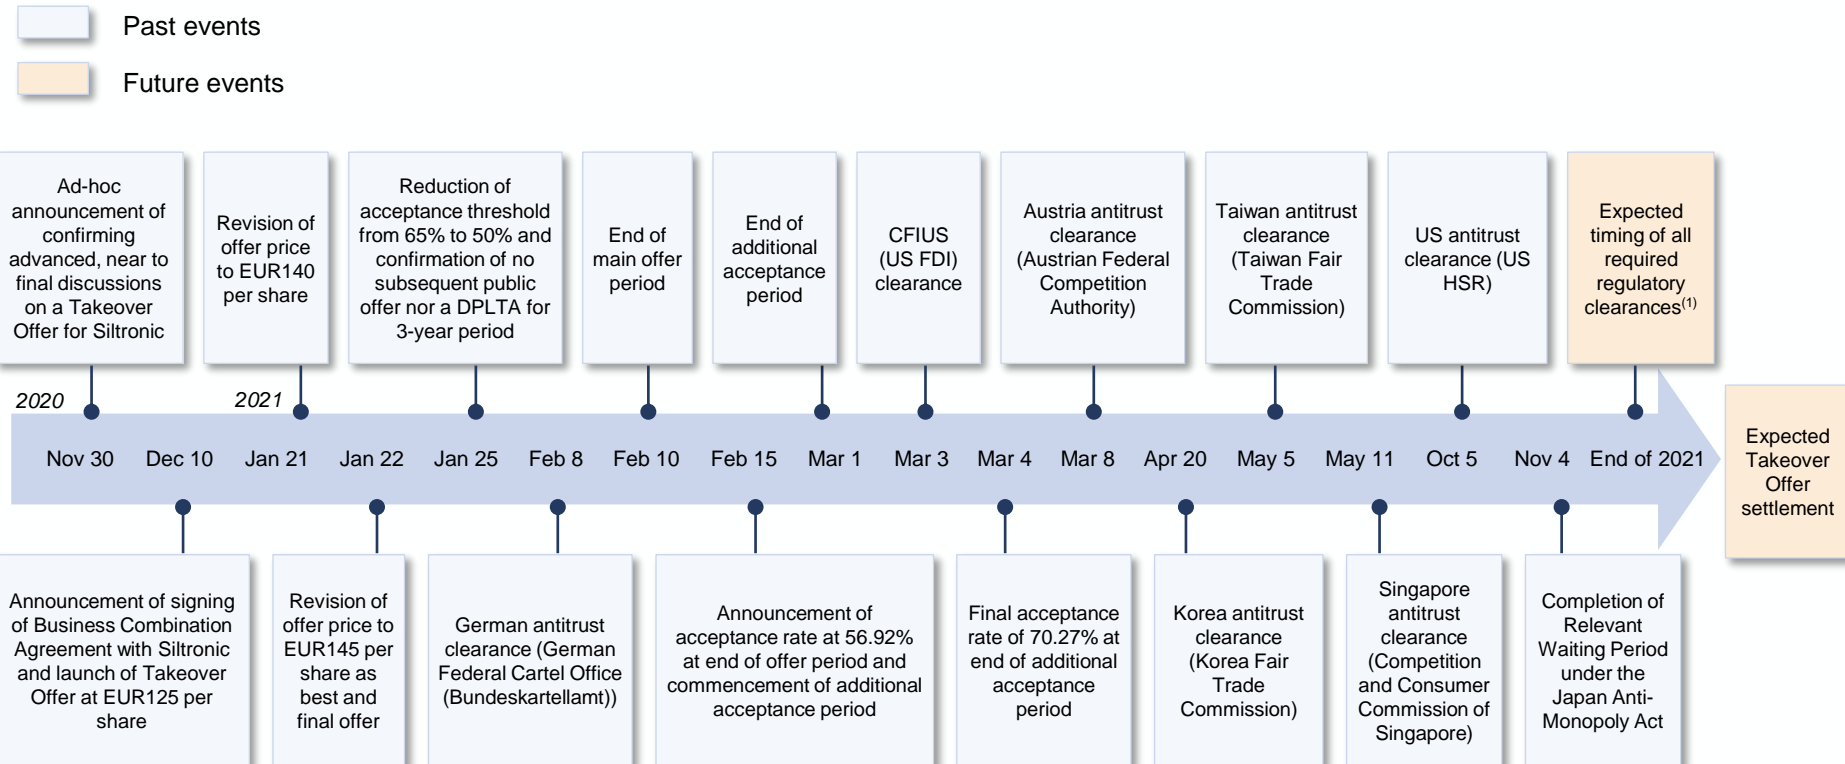 Past events
Future events
Ad-hoc
announcement of
confirming
advanced, near to
final discussions
on a Takeover
Offer for Siltronic
Revision of
offer price
to EUR140
per share
Reduction of
acceptance threshold
from 65% to 50% and
confirmation of no
subsequent public
offer nor a DPLTA for
3-year period
End of
main offer
period
End of
additional
acceptance
period
CFIUS
(US FDI)
clearance
Austria antitrust
clearance
(Austrian Federal
Competition
Authority)
Taiwan antitrust
clearance
(Taiwan Fair
Trade
Commission)
US antitrust
clearance (US
HSR)
Expected
timing of all
required
regulatory
clearances(1)
2020
2021
Nov 30 Dec 10 Jan 21 Jan 22 Jan 25 Feb 8 Feb 10 Feb 15 Mar 1 Mar 3 Mar 4 Mar 8 Apr 20 May 5 May 11 Oct 5 Nov 4 End of 2021
Expected
Takeover
Offer
settlement
Announcement of signing
of Business Combination
Agreement with Siltronic
and launch of Takeover
Offer at EUR125 per
share
Revision of
offer price to
EUR145 per
share as
best and
final offer
German antitrust
clearance (German
Federal Cartel Office
(Bundeskartellamt))
Announcement of
acceptance rate at 56.92%
at end of offer period and
commencement of additional
acceptance period
Final acceptance
rate of 70.27% at
end of additional
acceptance
period
Korea antitrust
clearance
(Korea Fair
Trade
Commission)
Singapore
antitrust
clearance
(Competition
and Consumer
Commission of
Singapore)
Completion of
Relevant
Waiting Period
under the
Japan Anti-
Monopoly Act